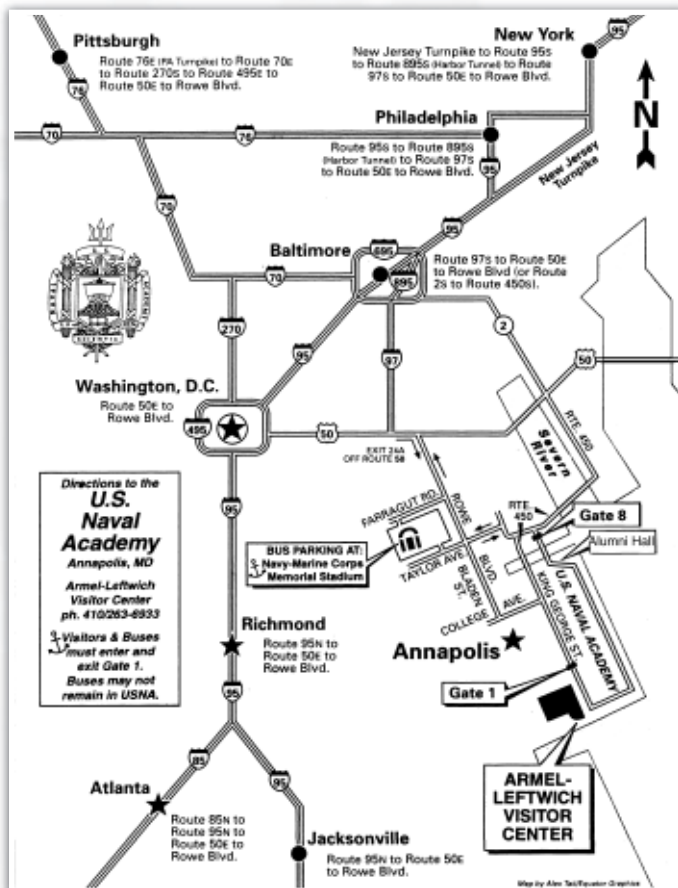 Pittsburgh
Route 76E (PA Turnpike) to Route 70E
to Route 270S to Route 495E to
Route 50E to Rowe Blvd.
New York
New Jersey Turnpike to Route 95S
to Route 895S (Harbor Tunnel) to Route
97S to Route 50E to Rowe Blvd.
95
76
N
Philadelphia
70
76
Route 95S to Route 895S
(Harbor Tunnel) to Route 97S
to Route 50E to Rowe Blvd.
95
New Jersey
Turnpike
70
95
Baltimore
695
70
895
Route 97S to Route 50E
to Rowe Blvd (or Route
2S to Route 450S).
270
95
97
2
50
Washington, D.C.
Route 50E to
Rowe Blvd.
495
50
EXIT 24A
OFF ROUTE 50
RTE. 450
Severn
River
Directions to the
U.S.
Naval
Academy
Annapolis, MD
Armel-Leftwich
Visitor Center
ph. 410/263-6933
Visitors & Buses
must enter and
exit Gate 1.
Buses may not
remain in USNA.
95
FARRAGUT RD.
ROWE
BLVD.
RTE.
450
Gate 8
Alumni Hall
BUS PARKING AT:
Navy-Marine Corps
Memorial Stadium
TAYLOR AVE.
BLADEN
ST.
COLLEGE AVE.
KING GEORGE ST.
U.S. NAVAL ACADEMY
Annapolis
Gate 1
Richmond
Route 95N to
Route 50E to
Rowe Blvd.
95
ARMEL-
LEFTWICH
VISITOR
CENTER
85
95
Atlanta
Route 85N to
Route 95N to
Route 50E to
Rowe Blvd.
Jacksonville
Route 95N to Route 50E
to Rowe Blvd.